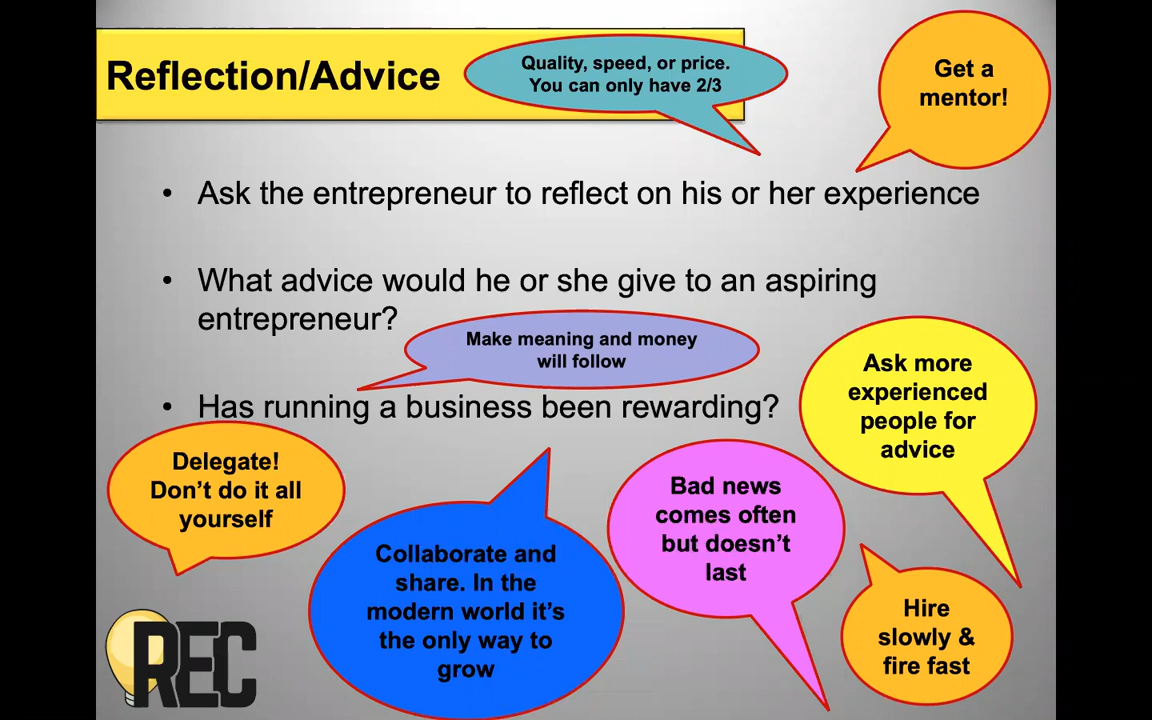 Reflection/Advice
Quality, speed, or price.
You can only have 2/3
Get a
mentor!
• Ask the entrepreneur to reflect on his or her experience
• What advice would he or she give to an aspiring
entrepreneur?
Make meaning and money
will follow
• Has running a business been rewarding?
Ask more
experienced
people for
advice
Delegate!
Don't do it all
yourself
Collaborate and
share. In the
modern world it's
the only way to
grow
Bad news
comes often
but doesn't
last
Hire
slowly &
fire fast
REC